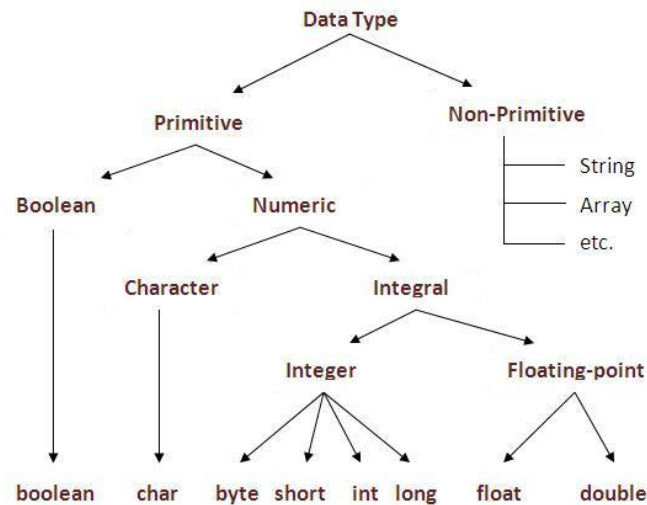 Data Type
Primitive
Non-Primitive
String
Array
etc.
Boolean
Numeric
Character
Integral
Integer
Floating-point
boolean char byte short int long float double